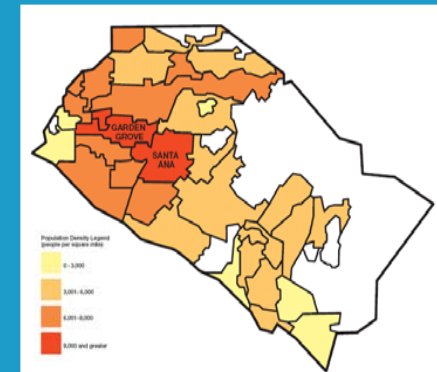 GARDEN
GROVE
SANTA
ANA
Population Density Legend
(people per square mile)
0 - 3,000
3,001 - 6,000
6,001 - 9,000
9,000 and greater